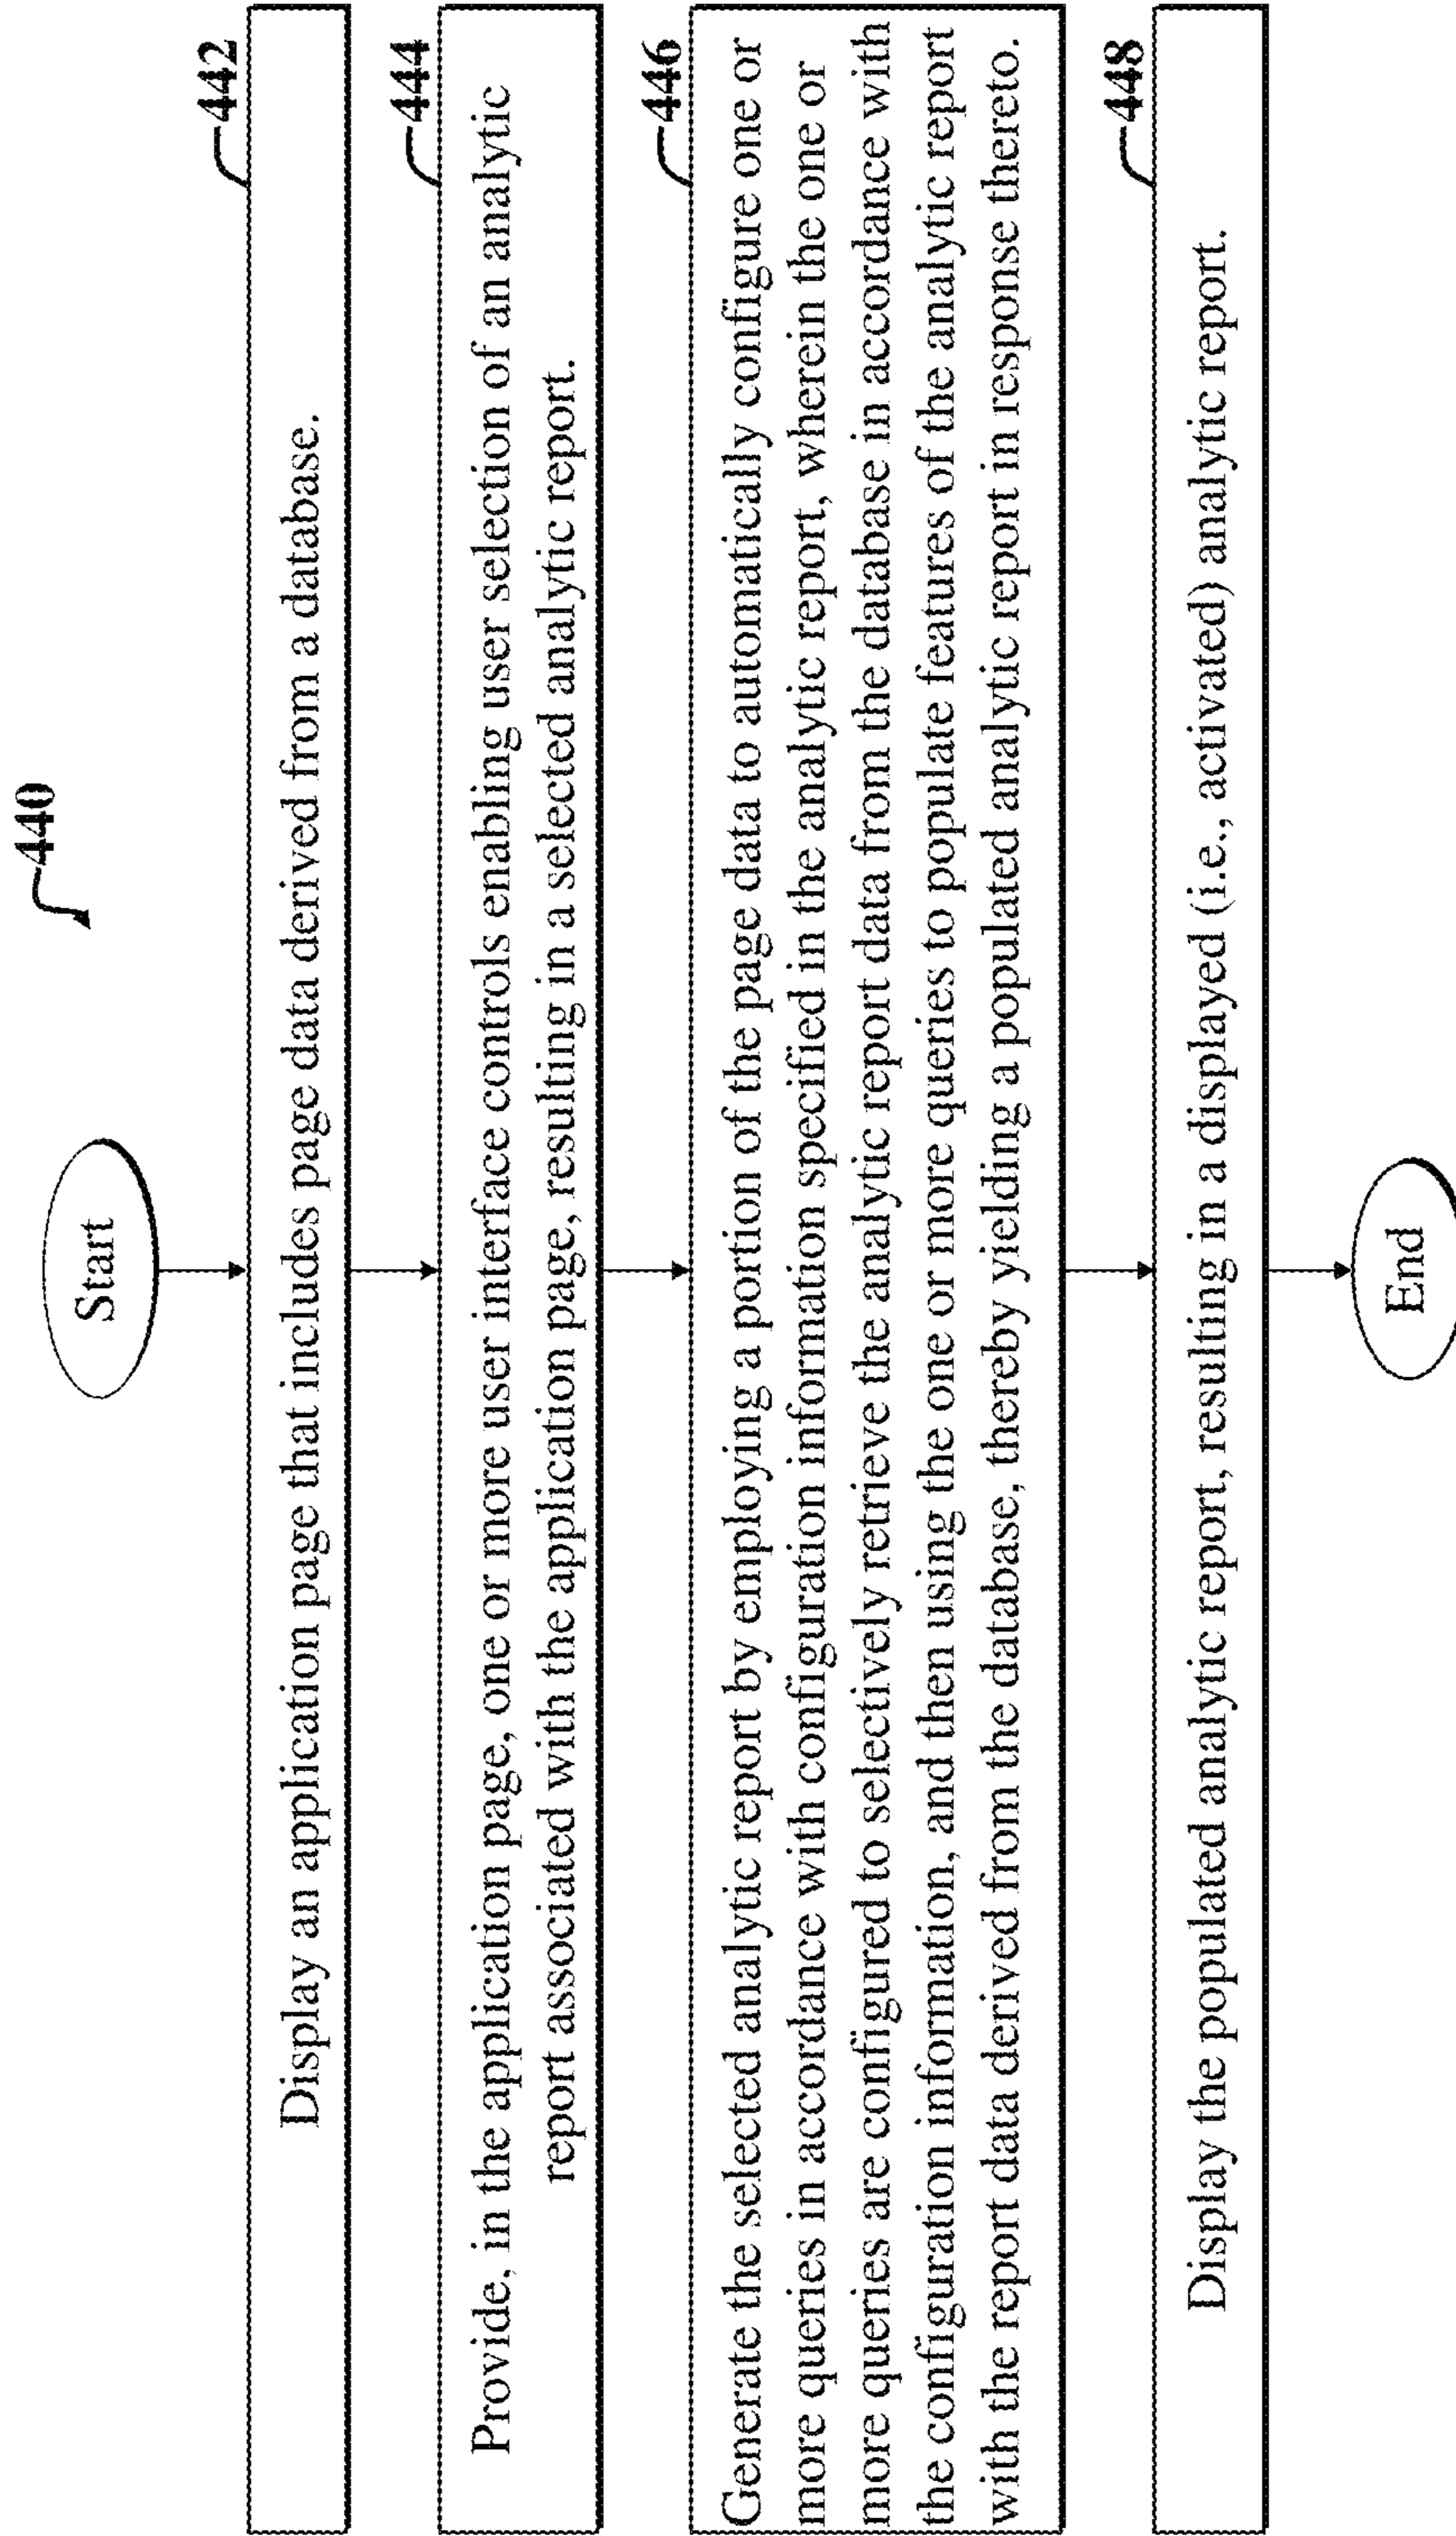 440
Start
442
Display an application page that includes page data derived from a database.
444
Provide, in the application page, one or more user interface controls enabling user selection of an analytic
report associated with the application page, resulting in a selected analytic report.
446
Generate the selected analytic report by employing a portion of the page data to automatically configure one or
more queries in accordance with configuration information specified in the analytic report, wherein the one or
more queries are configured to selectively retrieve the analytic report data from the database in accordance with
the configuration information, and then using the one or more queries to populate features of the analytic report
with the report data derived from the database, thereby yielding a populated analytic report in response thereto.
448
Display the populated analytic report, resulting in a displayed (i.e., activated) analytic report.
End